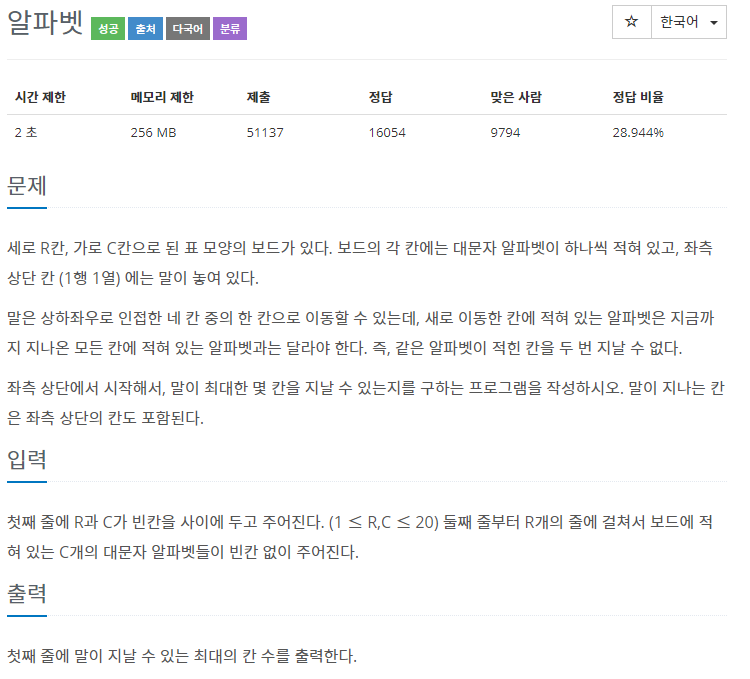 알파벳 성공 출처 다국어 분류 ☆ 한국어
시간 제한 메모리 제한 제출 정답 맞은 사람 정답 비율
2 초 256 MB 51137 16054 9794 28.944%
문제
세로 R칸, 가로 C칸으로 된 표 모양의 보드가 있다. 보드의 각 칸에는 대문자 알파벳이 하나씩 적혀 있고, 좌측
상단 칸 (1행 1열) 에는 말이 놓여 있다.
말은 상하좌우로 인접한 네 칸 중의 한 칸으로 이동할 수 있는데, 새로 이동한 칸에 적혀 있는 알파벳은 지금까
지 지나온 모든 칸에 적혀 있는 알파벳과는 달라야 한다. 즉, 같은 알파벳이 적힌 칸을 두 번 지날 수 없다.
좌측 상단에서 시작해서, 말이 최대한 몇 칸을 지날 수 있는지를 구하는 프로그램을 작성하시오. 말이 지나는 칸
은 좌측 상단의 칸도 포함된다.
입력
첫째 줄에 R과 C가 빈칸을 사이에 두고 주어진다. (1 ≤ R,C ≤ 20) 둘째 줄부터 R개의 줄에 걸쳐서 보드에 적
혀 있는 C개의 대문자 알파벳들이 빈칸 없이 주어진다.
출력
첫째 줄에 말이 지날 수 있는 최대의 칸 수를 출력한다.